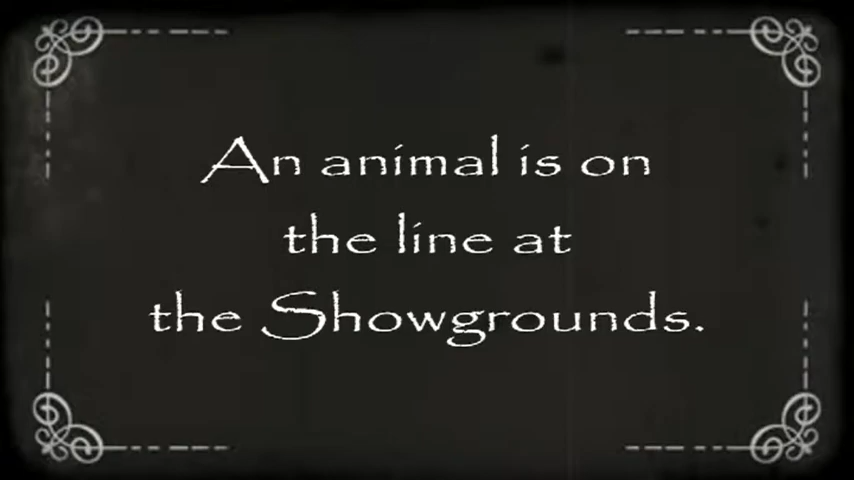 An animal is on
the line at
the Showgrounds.